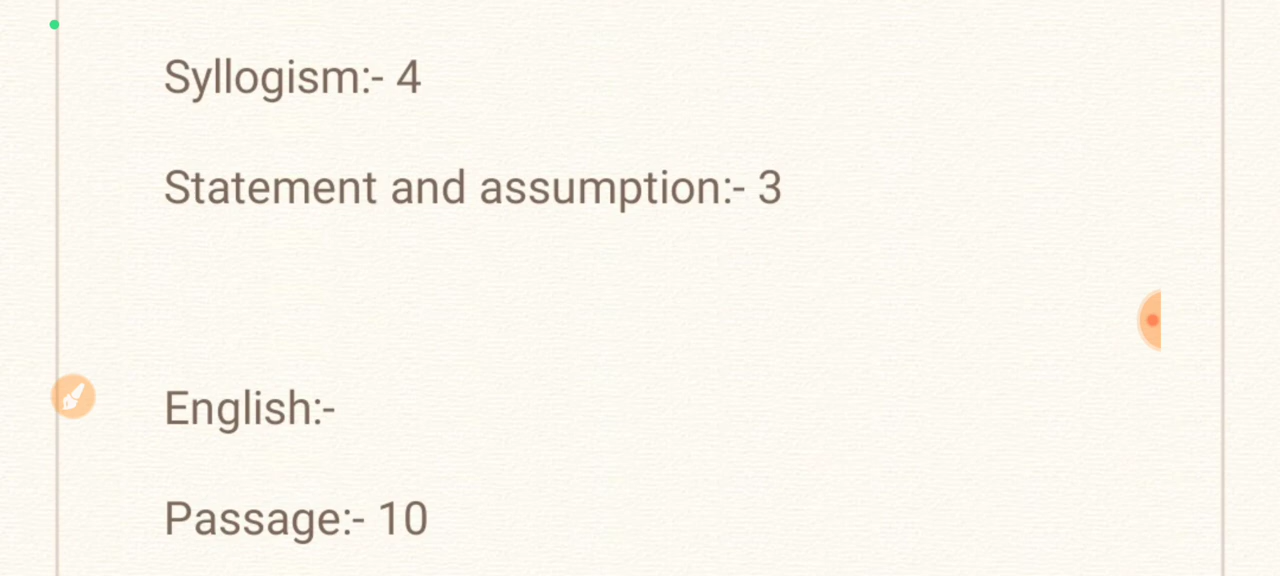 Syllogism:- 4
Statement and assumption:- 3
English:-
Passage:- 10